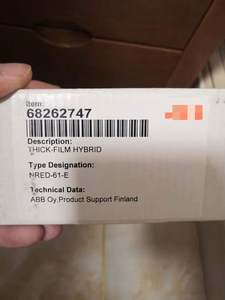 Item:
68262747
Description:
THICK-FILM HYBRID
Type Designation:
NRED-61-E
Technical Data:
ABB Oy,Product Support Finland